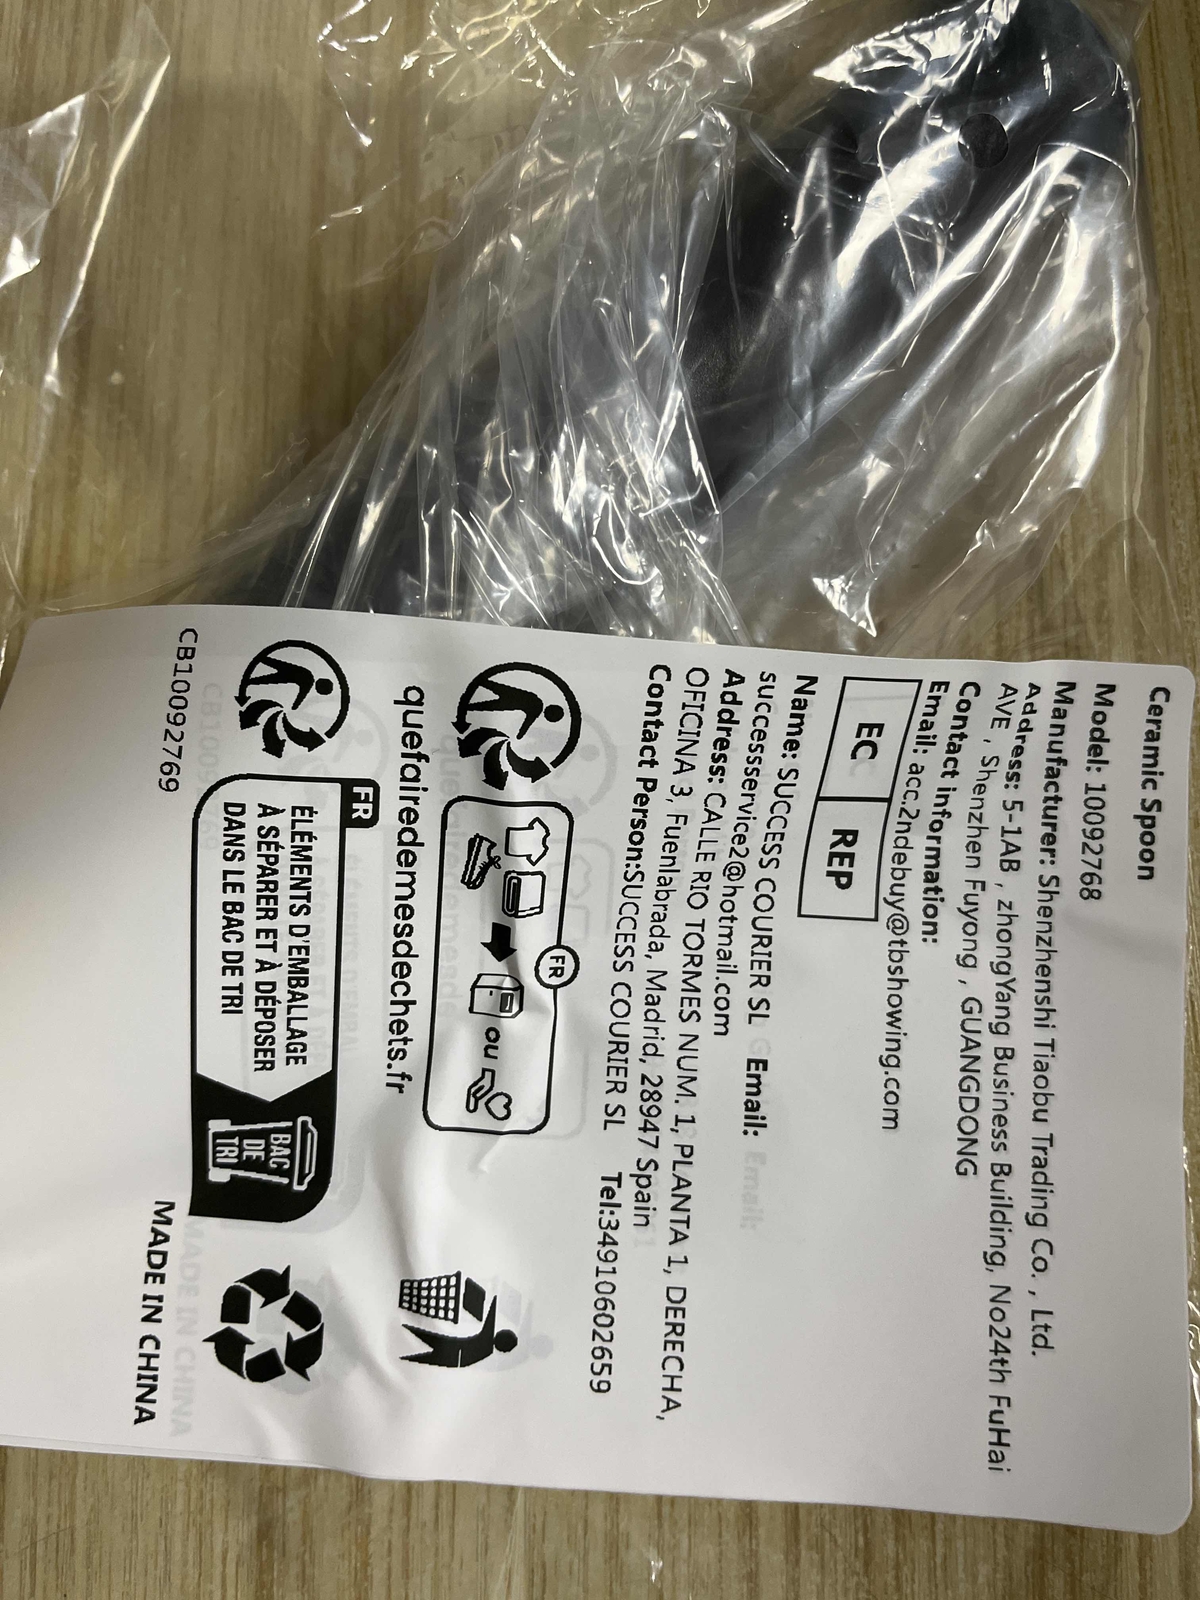 Ceramic Spoon
Model: 10092768
Manufacturer: Shenzhenshi Tiaobu Trading Co. , Ltd.
Address: 5-1AB , zhongYang Business Building, No24th FuHai
AVE , Shenzhen Fuyong , GUANGDONG
Contact information:
Email: acc.2ndebuy@tbshowing.com
EC REP
Name: SUCCESS COURIER SL Email:
successservice2@hotmail.com
Address: CALLE RIO TORMES NUM. 1, PLANTA 1, DERECHA,
OFICINA 3, Fuenlabrada, Madrid, 28947 Spain
Contact Person:SUCCESS COURIER SL Tel:34910602659
FR
ou
quefairedemesdechets.fr
FR
ÉLÉMENTS D'EMBALLAGE
À SÉPARER ET À DÉPOSER
DANS LE BAC DE TRI
BAC
DE
TRI
CB10092769
MADE IN CHINA